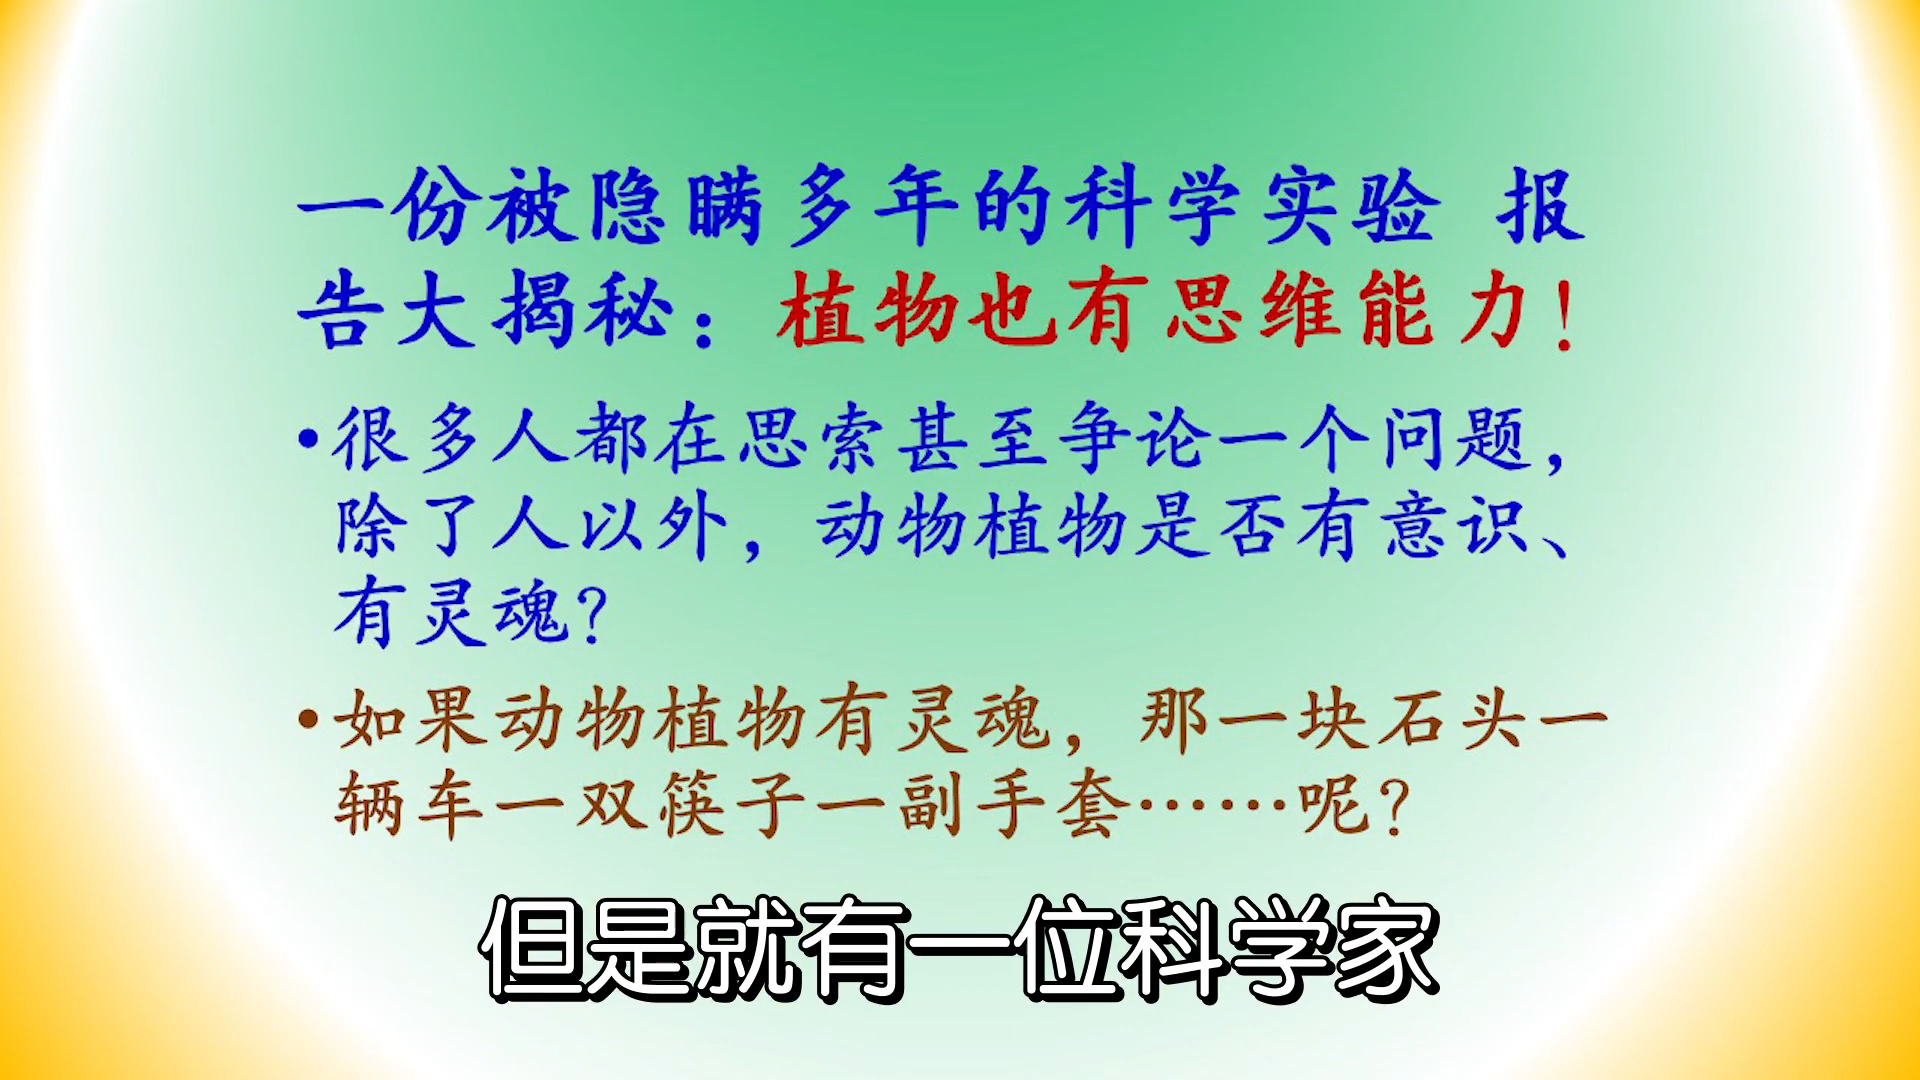 一份被隐瞒多年的科学实验 报
告大揭秘：植物也有思维能力！
•很多人都在思索甚至争论一个问题，
除了人以外，动物植物是否有意识、
有灵魂？
•如果动物植物有灵魂，那一块石头一
辆车一双筷子一副手套……呢？
但是就有一位科学家